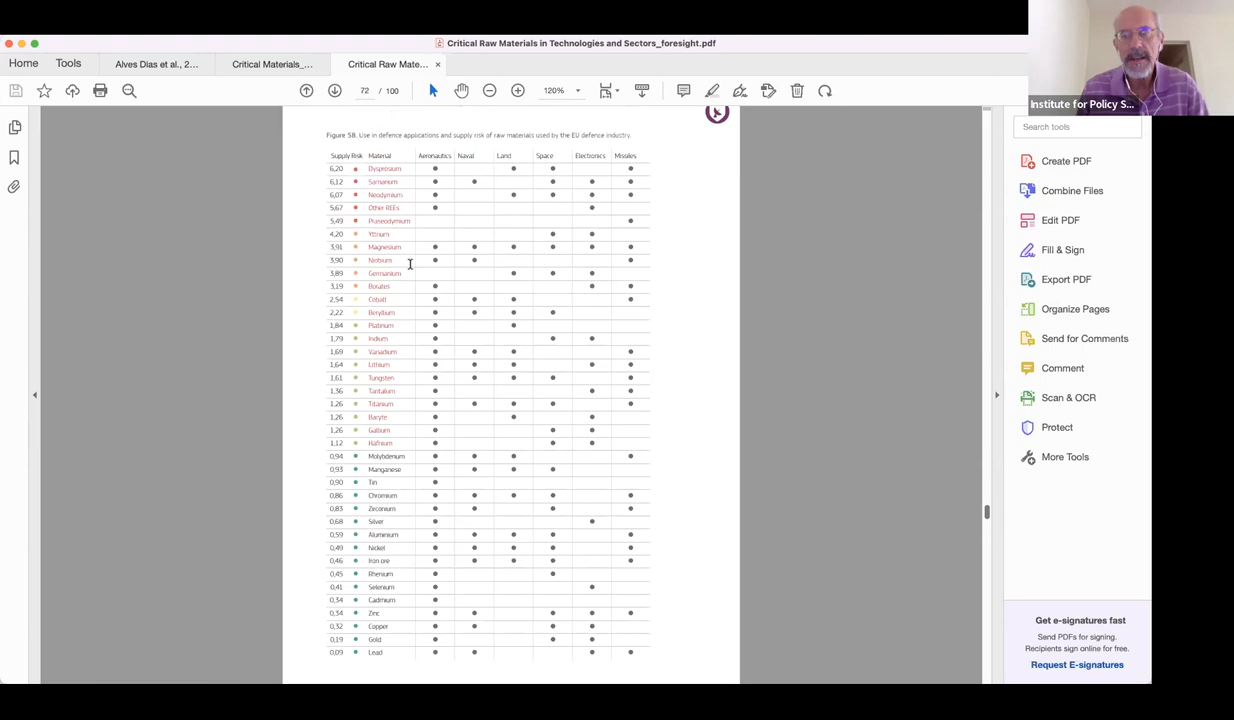 Critical Raw Materials in Technologies and Sectors_foresight.pdf
Home Tools Alves Dias et al., 2... Critical Materials_... Critical Raw Mate... ×
72 / 100 120%
Institute for Policy S...
Search tools
Create PDF
Combine Files
Edit PDF
Fill & Sign
Export PDF
Organize Pages
Send for Comments
Comment
Scan & OCR
Protect
More Tools
Get e-signatures fast
Send PDFs for signing.
Recipients sign online for free.
Request E-signatures
Figure 58. Use in defence applications and supply risk of raw materials used by the EU defence industry.
Supply Risk Material Aeronautics Naval Land Space Electronics Missiles
6,20 Dysprosium
6,12 Samarium
6,07 Neodymium
5,67 Other REEs
5,49 Praseodymium
4,20 Yttrium
3,91 Magnesium
3,90 Niobium
3,89 Germanium
3,19 Borates
2,54 Cobalt
2,22 Beryllium
1,84 Platinum
1,79 Indium
1,69 Vanadium
1,64 Lithium
1,61 Tungsten
1,36 Tantalum
1,26 Titanium
1,26 Baryte
1,26 Gallium
1,12 Hafnium
0,94 Molybdenum
0,93 Manganese
0,90 Tin
0,86 Chromium
0,83 Zirconium
0,68 Silver
0,59 Aluminium
0,49 Nickel
0,46 Iron ore
0,45 Rhenium
0,41 Selenium
0,34 Cadmium
0,34 Zinc
0,32 Copper
0,19 Gold
0,09 Lead